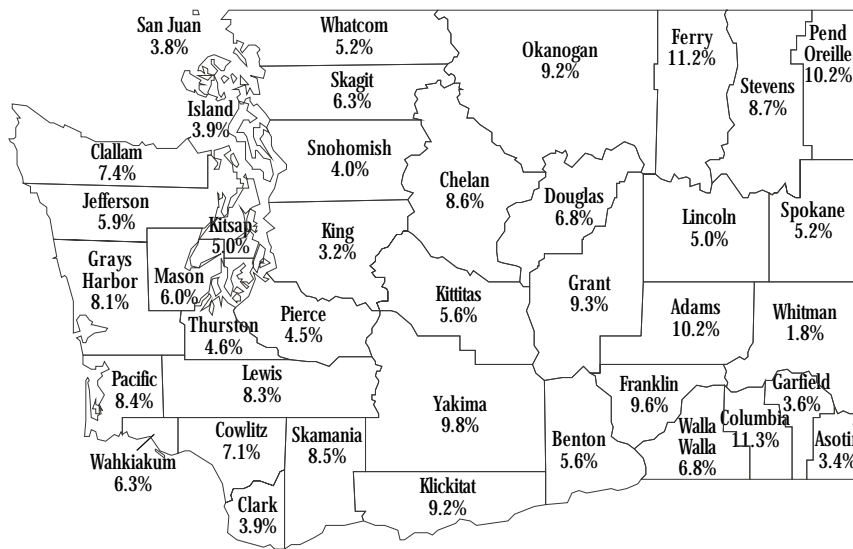 San Juan
3.8%
Whatcom
5.2%
Okanogan
9.2%
Ferry
11.2%
Pend
Oreille
10.2%
Skagit
6.3%
Stevens
8.7%
Island
3.9%
Snohomish
4.0%
Clallam
7.4%
Chelan
8.6%
Douglas
6.8%
Jefferson
5.9%
Kitsap
5.0%
King
3.2%
Lincoln
5.0%
Spokane
5.2%
Grays
Harbor
8.1%
Mason
6.0%
Kittitas
5.6%
Grant
9.3%
Pierce
4.5%
Thurston
4.6%
Adams
10.2%
Whitman
1.8%
Pacific
8.4%
Lewis
8.3%
Yakima
9.8%
Franklin
9.6%
Garfield
3.6%
Cowlitz
7.1%
Skamania
8.5%
Benton
5.6%
Walla
Walla
6.8%
Columbia
11.3%
Asotin
3.4%
Wahkiakum
6.3%
Clark
3.9%
Klickitat
9.2%